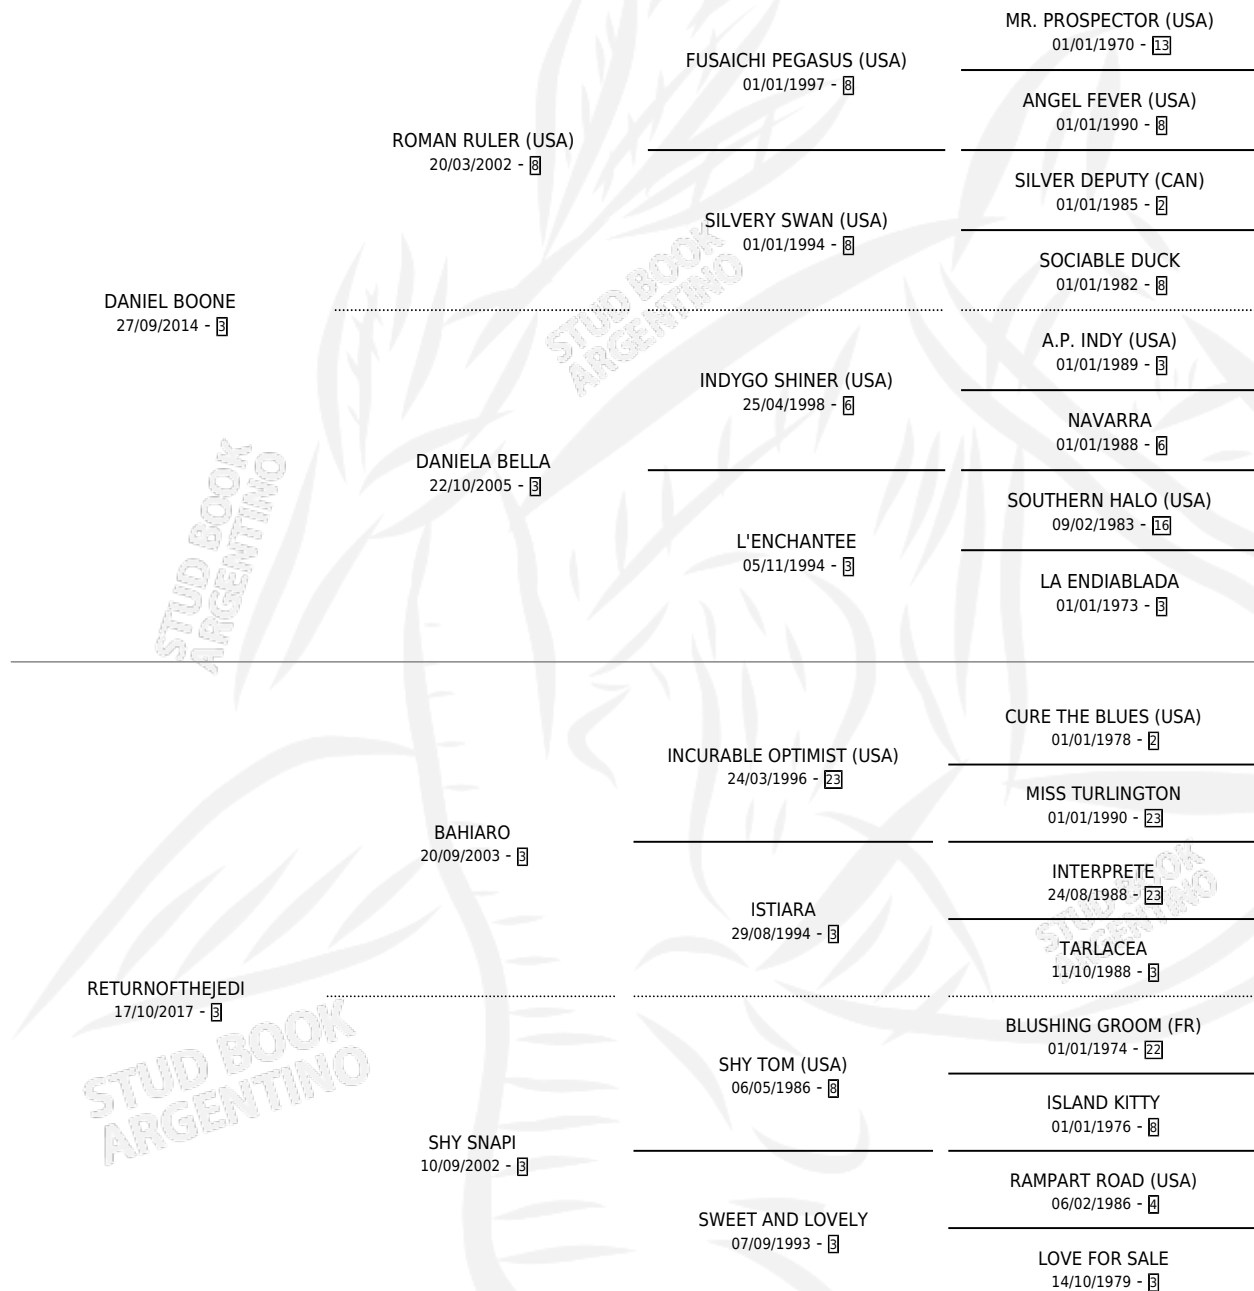 MR. PROSPECTOR (USA)
01/01/1970 - 13
FUSAICHI PEGASUS (USA)
01/01/1997 - 8
ANGEL FEVER (USA)
01/01/1990 - 8
ROMAN RULER (USA)
20/03/2002 - 8
SILVER DEPUTY (CAN)
01/01/1985 - 2
SILVERY SWAN (USA)
01/01/1994 - 8
SOCIABLE DUCK
01/01/1982 - 8
DANIEL BOONE
27/09/2014 - 3
A.P. INDY (USA)
01/01/1989 - 3
INDYGO SHINER (USA)
25/04/1998 - 6
NAVARRA
01/01/1988 - 6
DANIELA BELLA
22/10/2005 - 3
SOUTHERN HALO (USA)
09/02/1983 - 16
L'ENCHANTEE
05/11/1994 - 3
LA ENDIABLADA
01/01/1973 - 3
CURE THE BLUES (USA)
01/01/1978 - 2
INCURABLE OPTIMIST (USA)
24/03/1996 - 23
MISS TURLINGTON
01/01/1990 - 23
BAHIARO
20/09/2003 - 3
INTERPRETE
24/08/1988 - 23
ISTIARA
29/08/1994 - 3
TARLACEA
11/10/1988 - 3
RETURNOFTHEJEDI
17/10/2017 - 3
BLUSHING GROOM (FR)
01/01/1974 - 22
SHY TOM (USA)
06/05/1986 - 8
ISLAND KITTY
01/01/1976 - 8
SHY SNAPI
10/09/2002 - 3
RAMPART ROAD (USA)
06/02/1986 - 4
SWEET AND LOVELY
07/09/1993 - 3
LOVE FOR SALE
14/10/1979 - 3
STUD BOOK
ARGENTINO
STUD BOOK
ARGENTINO
STUD BOOK
ARGENTINO
STUD BOOK
ARGENTINO